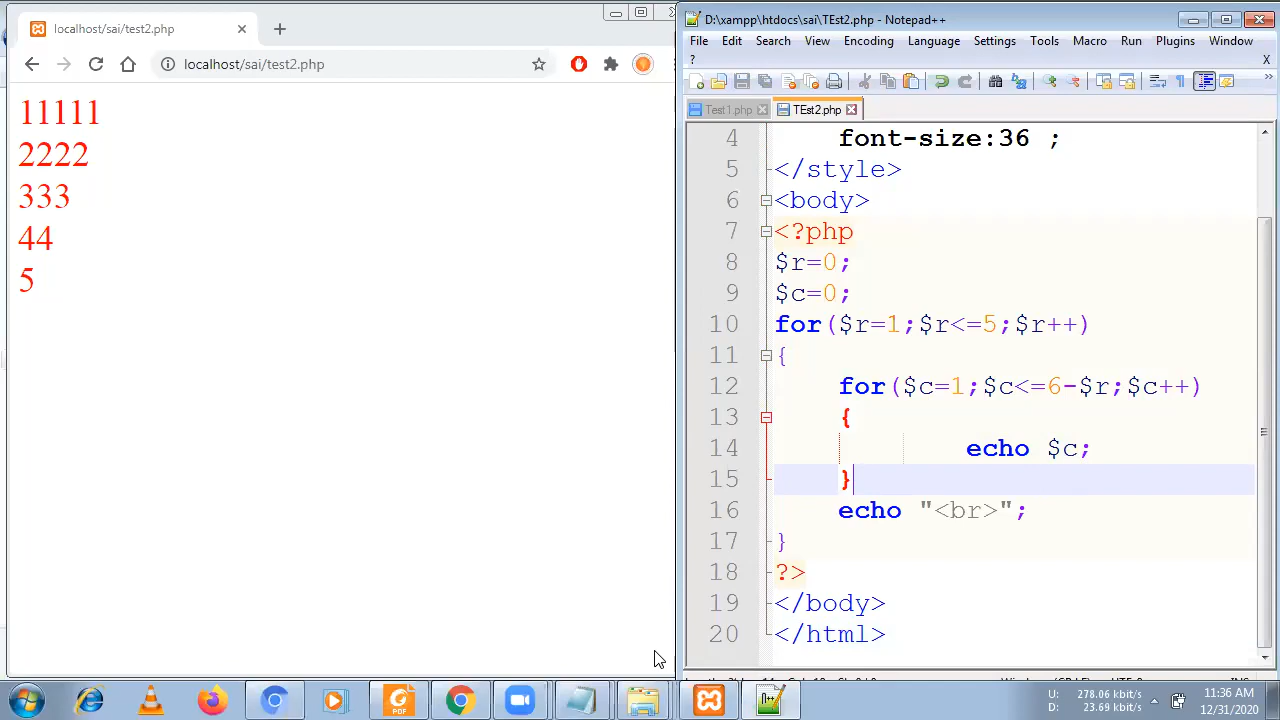 localhost/sai/test2.php
localhost/sai/test2.php
11111
2222
333
44
5
D:\xampp\htdocs\sai\TEst2.php - Notepad++
File Edit Search View Encoding Language Settings Tools Macro Run Plugins Window
? X
Test1.php TEst2.php
4 font-size:36 ;
5 </style>
6 <body>
7 <?php
8 $r=0;
9 $c=0;
10 for($r=1;$r<=5;$r++)
11 {
12 for($c=1;$c<=6-$r;$c++)
13 {
14 echo $c;
15 }
16 echo "<br>";
17 }
18 ?>
19 </body>
20 </html>
PDF
U: 278.06 kbit/s
D: 23.69 kbit/s
11:36 AM
12/31/2020